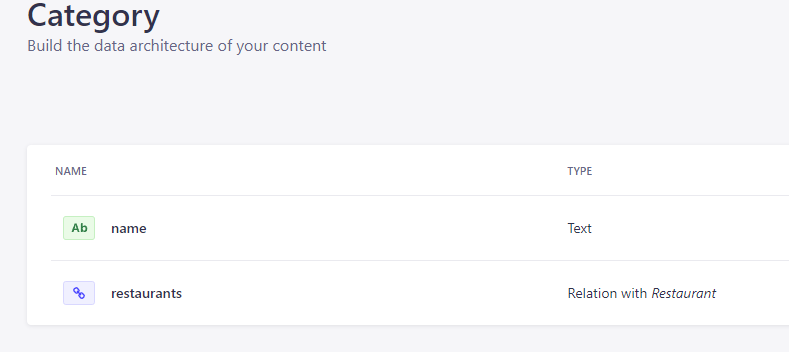 Category
Build the data architecture of your content
NAME TYPE
Ab name Text
restaurants Relation with Restaurant